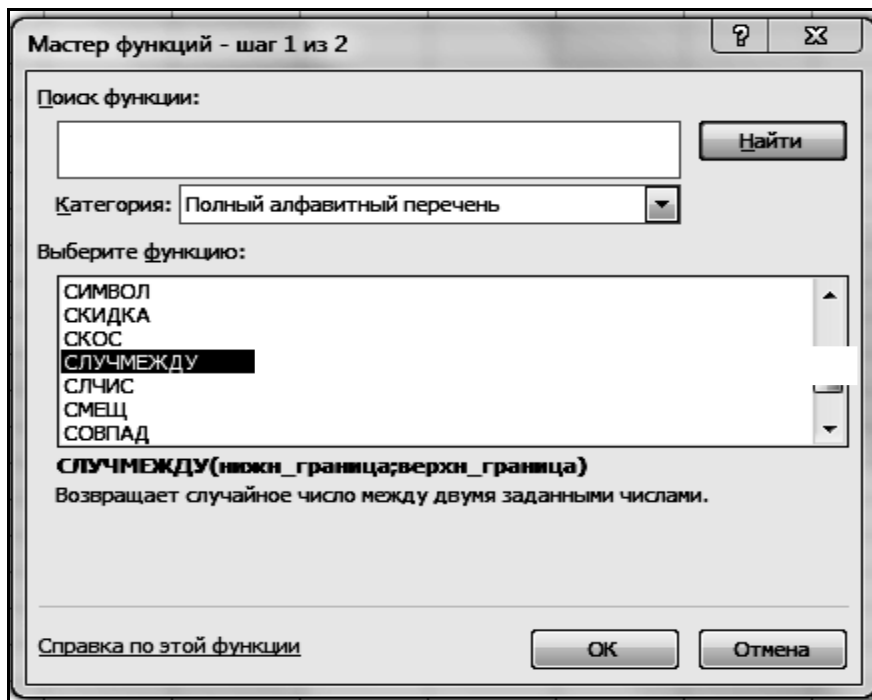 Мастер функций - шаг 1 из 2
Поиск функции:
Найти
Категория: Полный алфавитный перечень
Выберите функцию:
СИМВОЛ
СКИДКА
СКОС
СЛУЧМЕЖДУ
СЛЧИС
СМЕЩ
СОВПАД
СЛУЧМЕЖДУ(нижн_граница;верхн_граница)
Возвращает случайное число между двумя заданными числами.
Справка по этой функции
ОК
Отмена